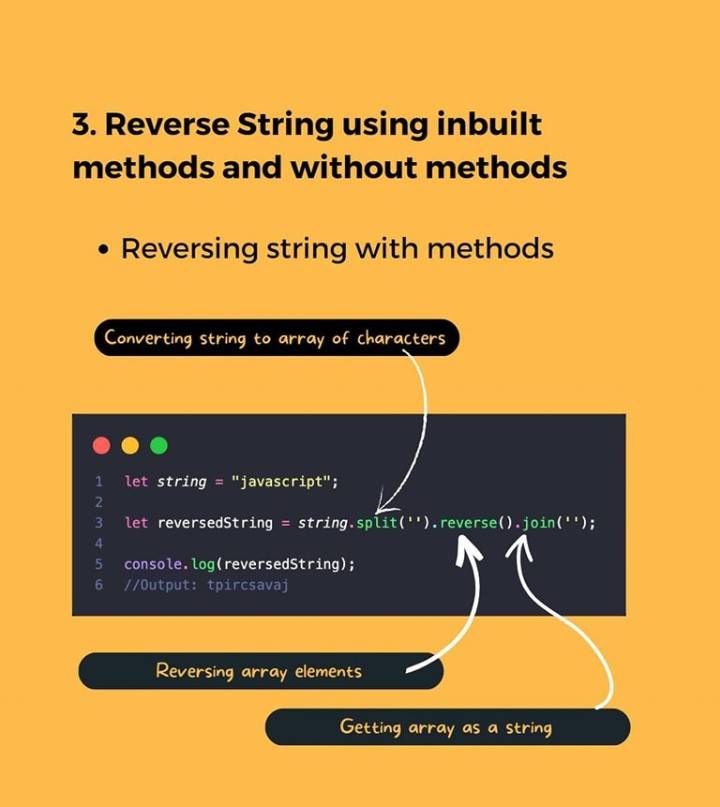 3. Reverse String using inbuilt
methods and without methods
• Reversing string with methods
Converting string to array of characters
1 let string = "javascript";
2
3 let reversedString = string.split('').reverse().join('');
4
5 console.log(reversedString);
6 //Output: tpircsavaj
Reversing array elements
Getting array as a string